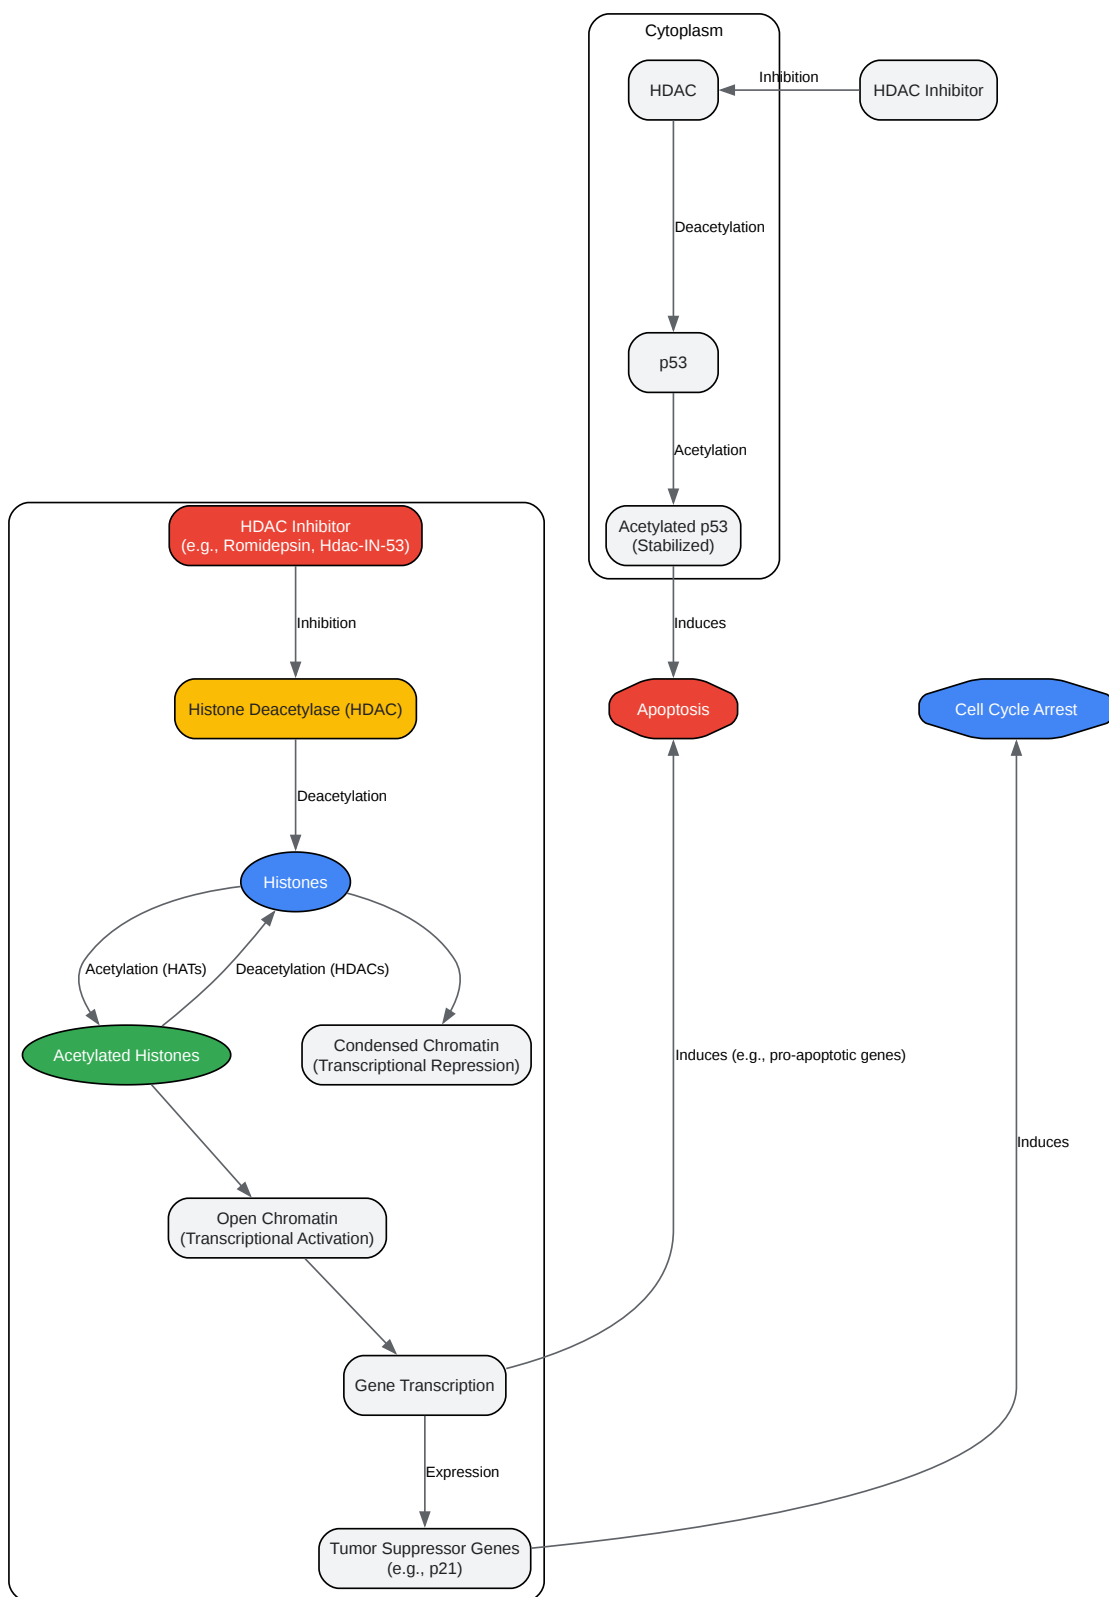 Cytoplasm
HDAC
Inhibition
HDAC Inhibitor
Deacetylation
p53
Acetylation
Acetylated p53
(Stabilized)
HDAC Inhibitor
(e.g., Romidepsin, Hdac-IN-53)
Inhibition
Induces
Histone Deacetylase (HDAC)
Apoptosis
Cell Cycle Arrest
Deacetylation
Histones
Acetylation (HATs)
Deacetylation (HDACs)
Acetylated Histones
Condensed Chromatin
(Transcriptional Repression)
Induces (e.g., pro-apoptotic genes)
Induces
Open Chromatin
(Transcriptional Activation)
Gene Transcription
Expression
Tumor Suppressor Genes
(e.g., p21)